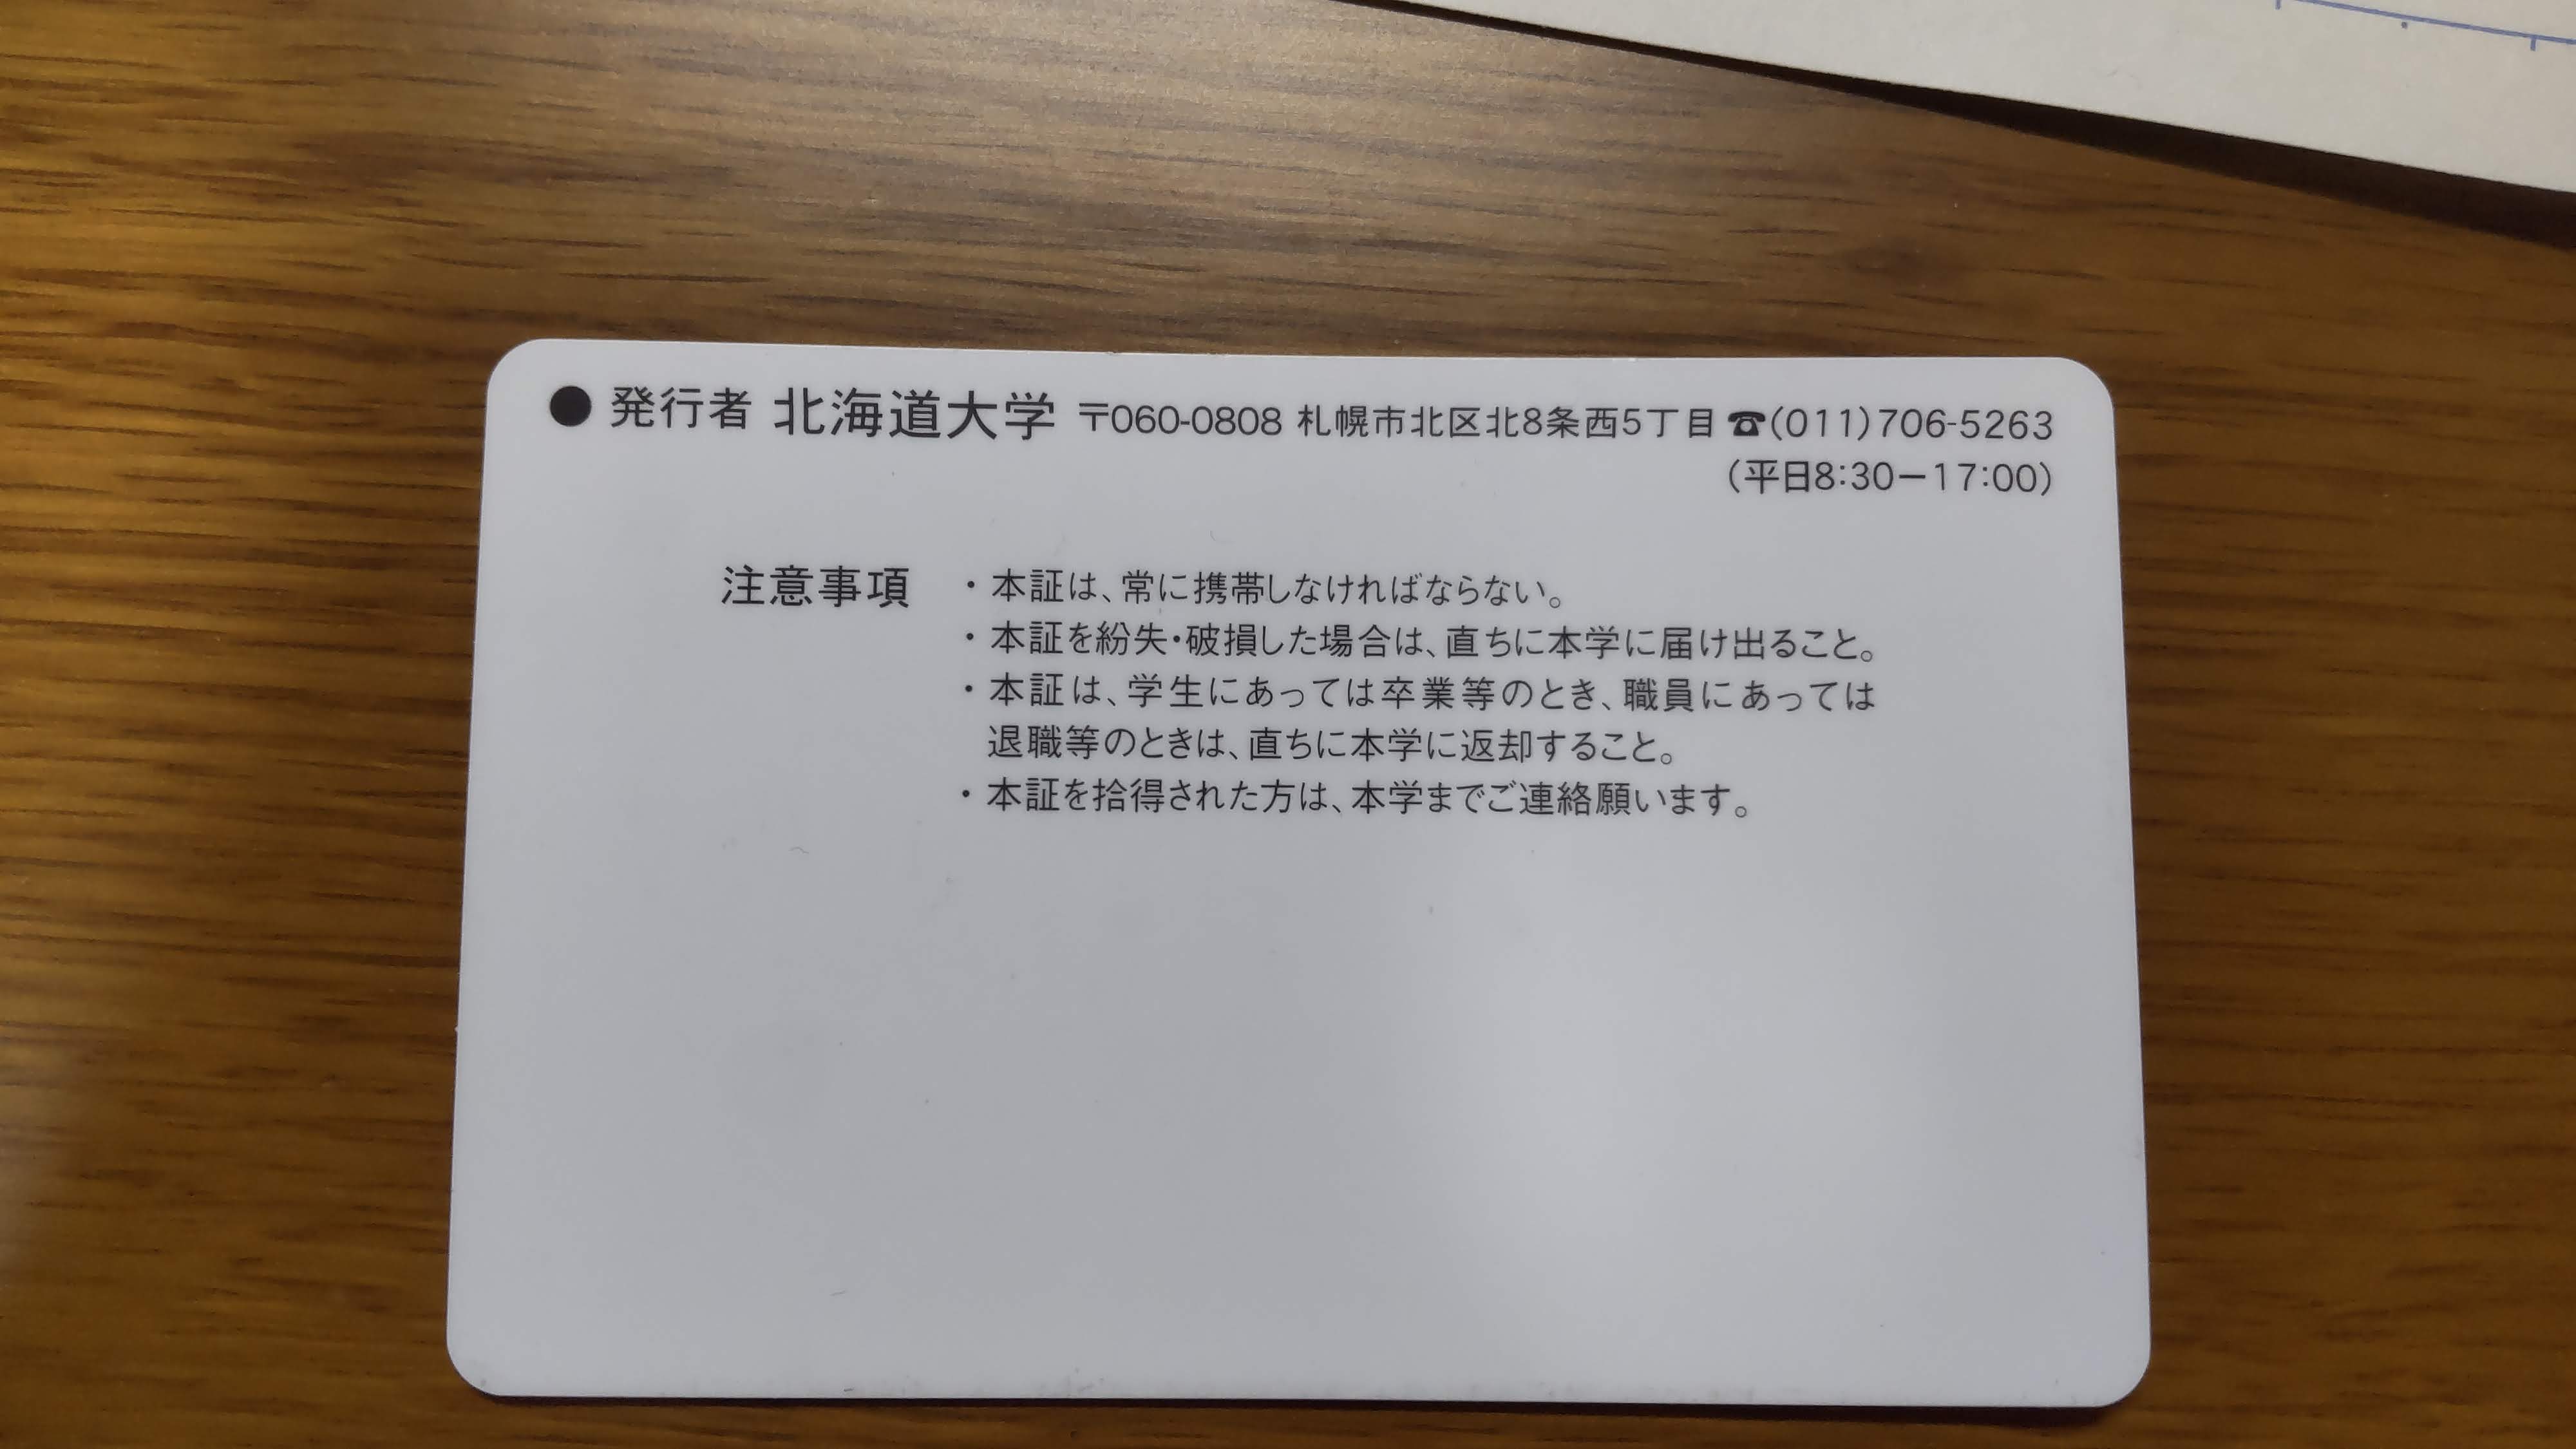 ●発行者 北海道大学 〒060-0808 札幌市北区北8条西5丁目 ☎(011)706-5263
(平日8:30－17:00)
注意事項 ・本証は、常に携帯しなければならない。
・本証を紛失・破損した場合は、直ちに本学に届け出ること。
・本証は、学生にあっては卒業等のとき、職員にあっては
退職等のときは、直ちに本学に返却すること。
・本証を拾得された方は、本学までご連絡願います。